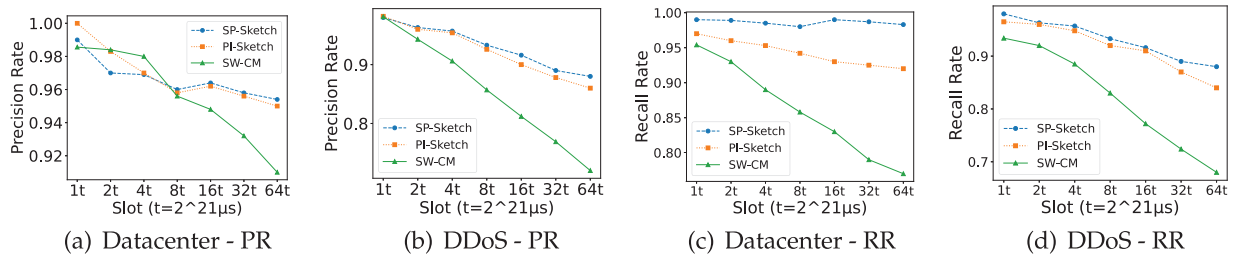 Precision Rate
1.00
0.98
0.96
0.94
0.92
SP-Sketch
PI-Sketch
SW-CM
1t 2t 4t 8t 16t 32t 64t
Slot (t=2^21μs)
(a) Datacenter - PR
Precision Rate
0.9
0.8
SP-Sketch
PI-Sketch
SW-CM
1t 2t 4t 8t 16t 32t 64t
Slot (t=2^21μs)
(b) DDoS - PR
Recall Rate
1.00
0.95
0.90
0.85
0.80
SP-Sketch
PI-Sketch
SW-CM
1t 2t 4t 8t 16t 32t 64t
Slot (t=2^21μs)
(c) Datacenter - RR
Recall Rate
0.9
0.8
0.7
SP-Sketch
PI-Sketch
SW-CM
1t 2t 4t 8t 16t 32t 64t
Slot (t=2^21μs)
(d) DDoS - RR